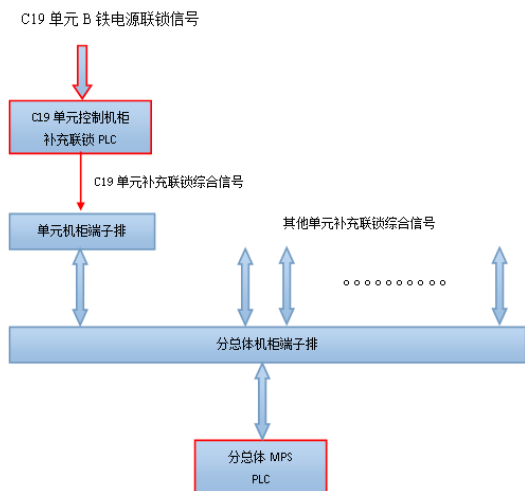 C19 单元 B 铁电源联锁信号
C19 单元控制机柜
补充联锁 PLC
C19 单元补充联锁综合信号
单元机柜端子排
其他单元补充联锁综合信号
。。。。。。。。。。
分总体机柜端子排
分总体 MPS
PLC